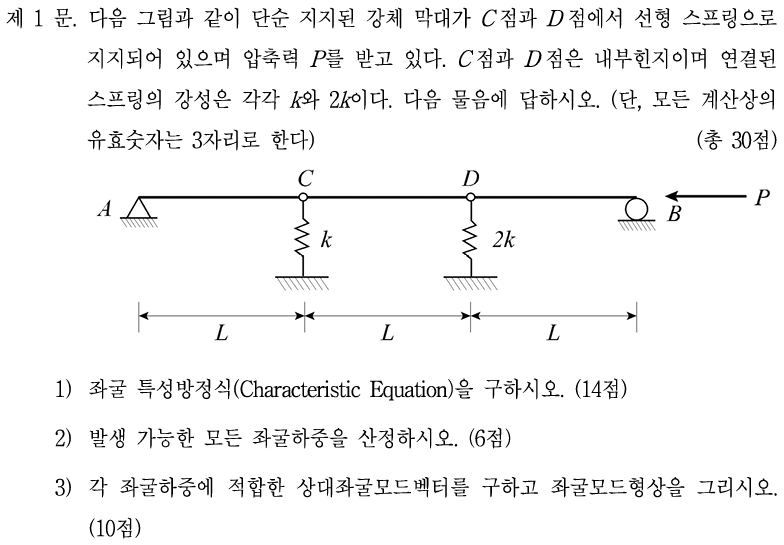 제 1 문. 다음 그림과 같이 단순 지지된 강체 막대가 C점과 D점에서 선형 스프링으로
지지되어 있으며 압축력 P를 받고 있다. C점과 D점은 내부힌지이며 연결된
스프링의 강성은 각각 k와 2k이다. 다음 물음에 답하시오. (단, 모든 계산상의
유효숫자는 3자리로 한다) (총 30점)
C D
A B P
k 2k
L L L
1) 좌굴 특성방정식(Characteristic Equation)을 구하시오. (14점)
2) 발생 가능한 모든 좌굴하중을 산정하시오. (6점)
3) 각 좌굴하중에 적합한 상대좌굴모드벡터를 구하고 좌굴모드형상을 그리시오.
(10점)